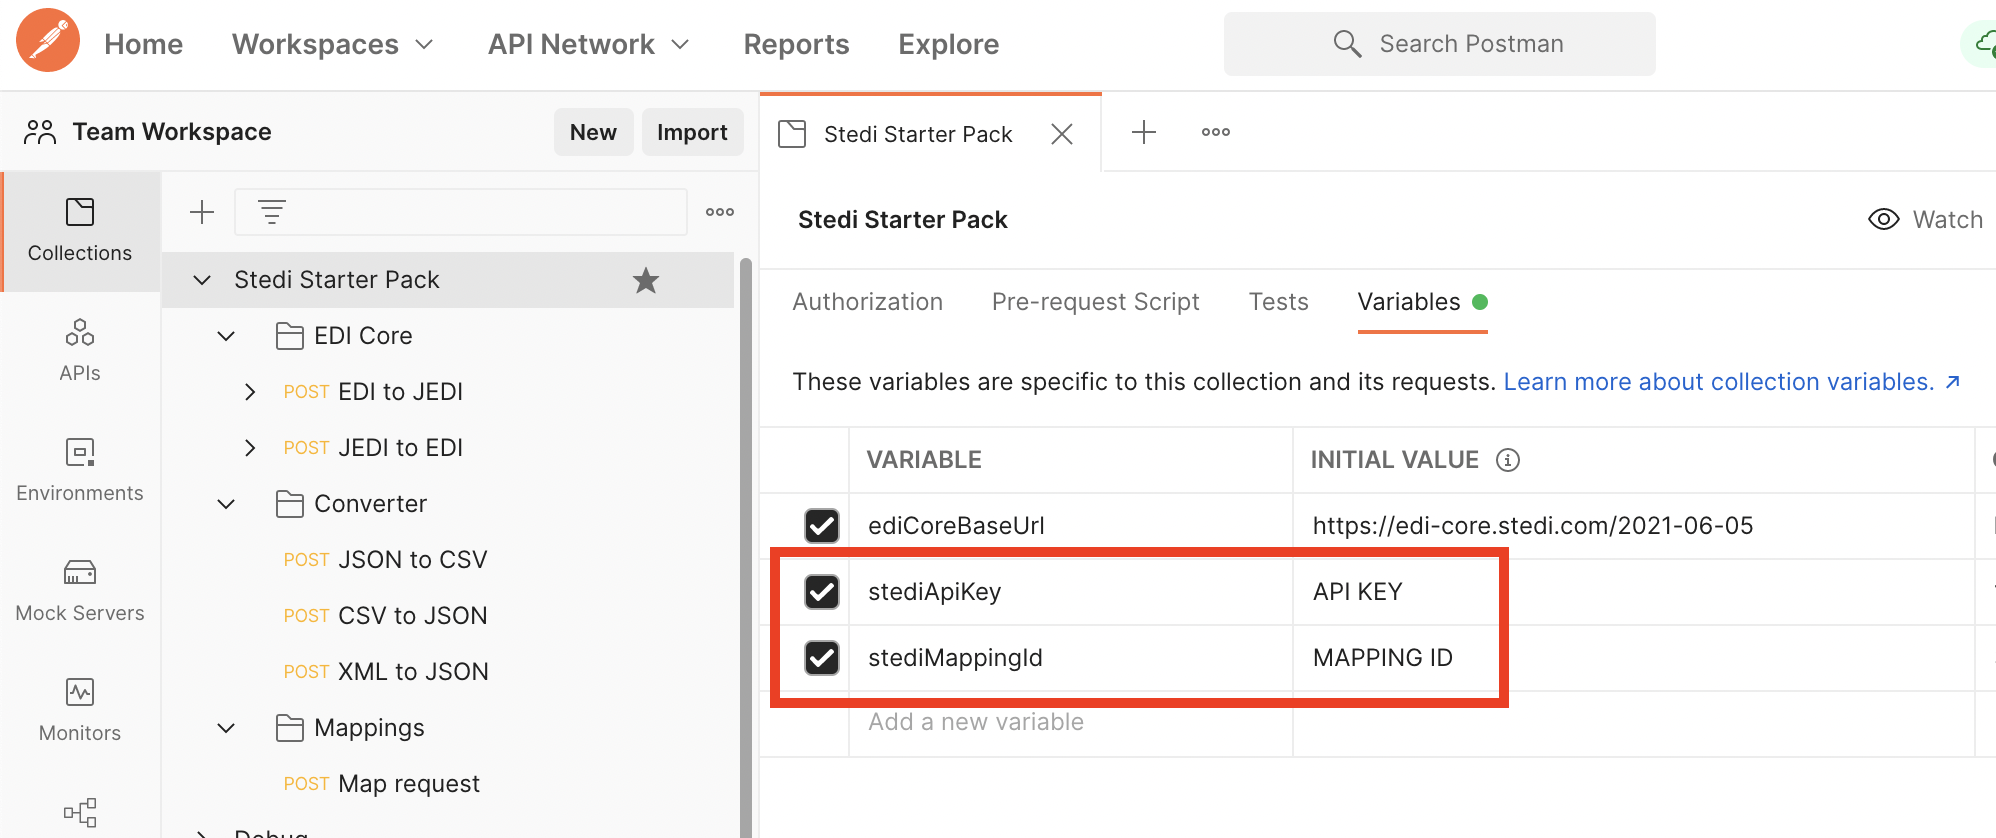 Home Workspaces API Network Reports Explore Search Postman
Team Workspace New Import
Stedi Starter Pack
Stedi Starter Pack Watch
Collections
Stedi Starter Pack
EDI Core
POST EDI to JEDI
POST JEDI to EDI
Converter
POST JSON to CSV
POST CSV to JSON
POST XML to JSON
Mappings
POST Map request
Debug
APIs
Environments
Mock Servers
Monitors
Authorization Pre-request Script Tests Variables
These variables are specific to this collection and its requests. Learn more about collection variables. ↗
VARIABLE INITIAL VALUE
ediCoreBaseUrl https://edi-core.stedi.com/2021-06-05
stediApiKey API KEY
stediMappingId MAPPING ID
Add a new variable